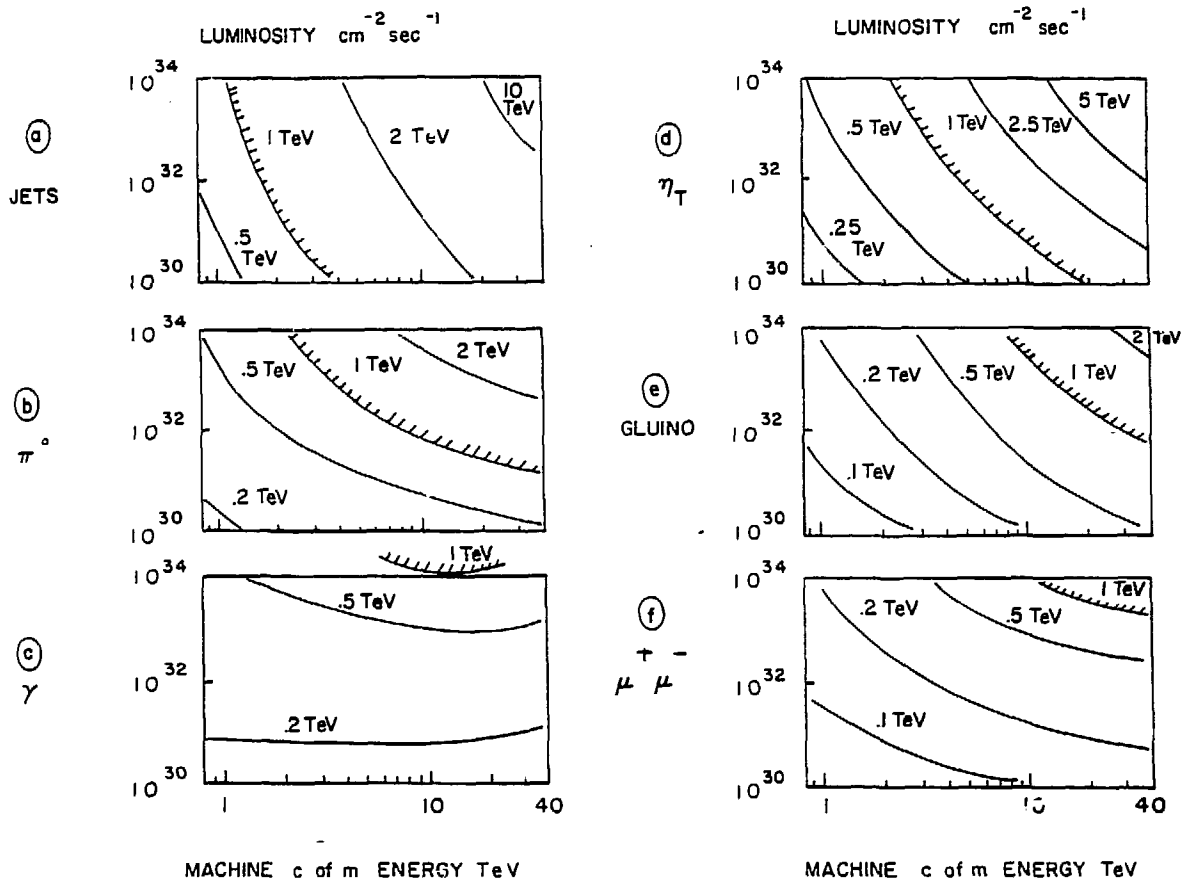 LUMINOSITY cm⁻² sec⁻¹
LUMINOSITY cm⁻² sec⁻¹
a
JETS
10³⁴
10³²
10³⁰
.5 TeV
1 TeV
2 TeV
10 TeV
b
π°
10³⁴
10³²
10³⁰
.2 TeV
.5 TeV
1 TeV
2 TeV
c
γ
10³⁴
10³²
10³⁰
.2 TeV
.5 TeV
1 TeV
1
10
40
MACHINE c of m ENERGY TeV
d
η_T
10³⁴
10³²
10³⁰
.25 TeV
.5 TeV
1 TeV
2.5 TeV
5 TeV
e
GLUINO
10³⁴
10³²
10³⁰
.1 TeV
.2 TeV
.5 TeV
1 TeV
2 TeV
f
μ⁺ μ⁻
10³⁴
10³²
10³⁰
.1 TeV
.2 TeV
.5 TeV
1 TeV
1
10
40
MACHINE c of m ENERGY TeV